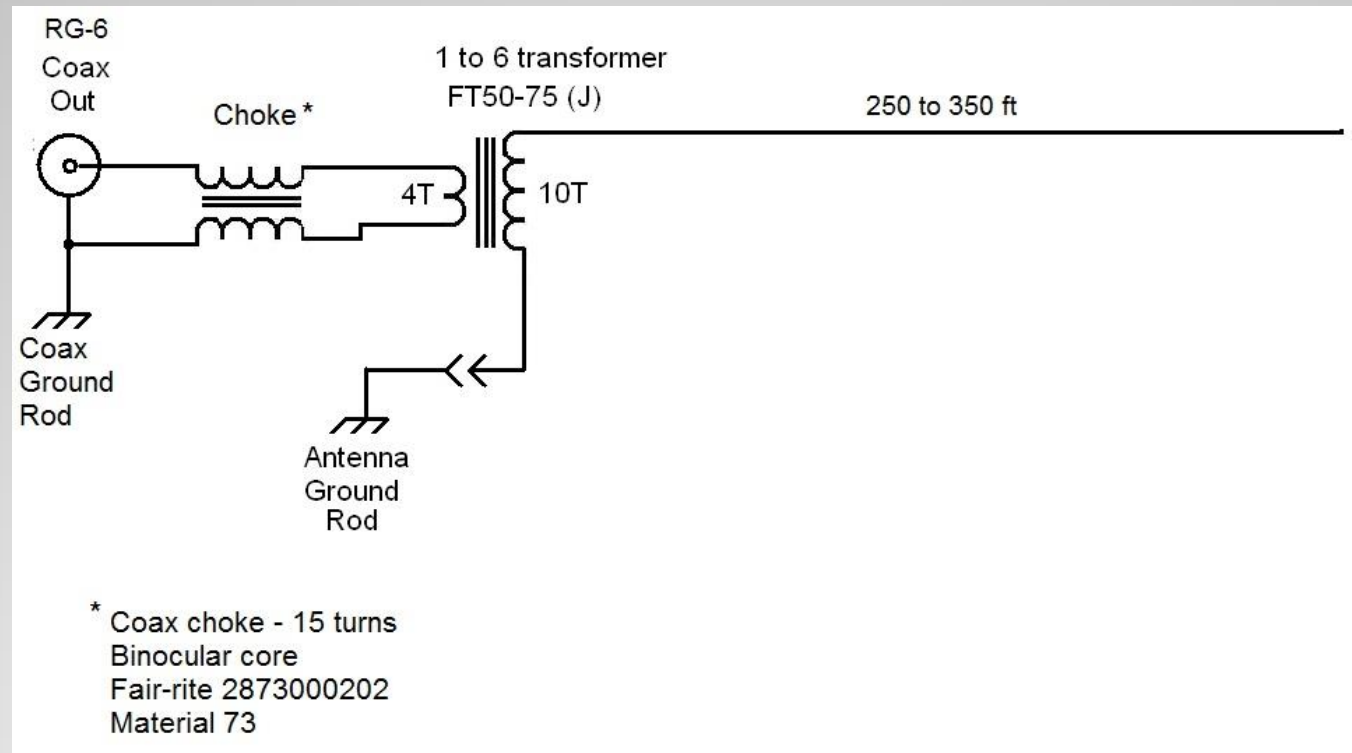 RG-6
Coax
Out
Choke *
1 to 6 transformer
FT50-75 (J)
250 to 350 ft
4T
10T
Coax
Ground
Rod
Antenna
Ground
Rod
* Coax choke - 15 turns
Binocular core
Fair-rite 2873000202
Material 73